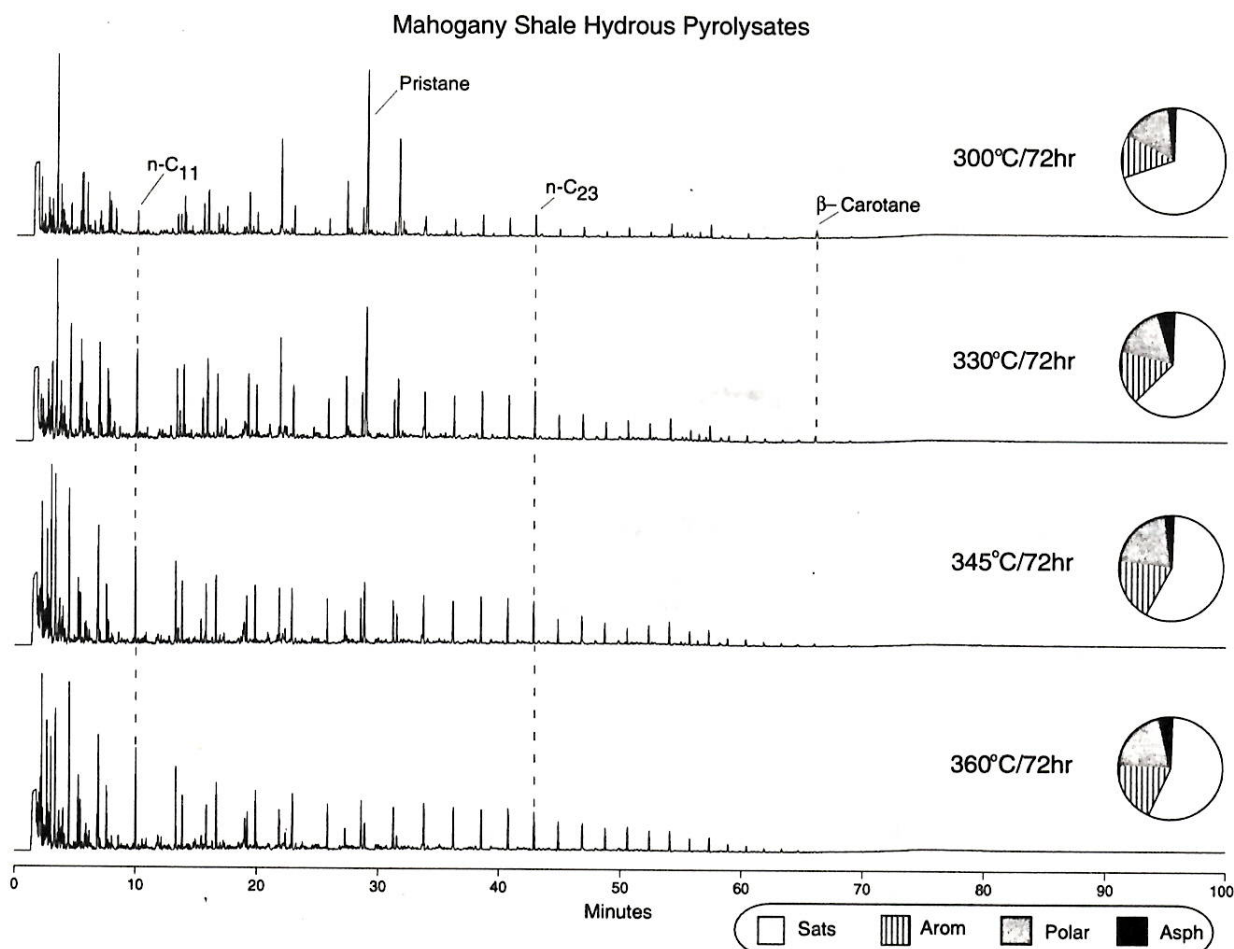 Mahogany Shale Hydrous Pyrolysates
Pristane
n-C11
n-C23
β- Carotane
300°C/72hr
330°C/72hr
345°C/72hr
360°C/72hr
0 10 20 30 40 50 60 70 80 90 100
Minutes
Sats Arom Polar Asph